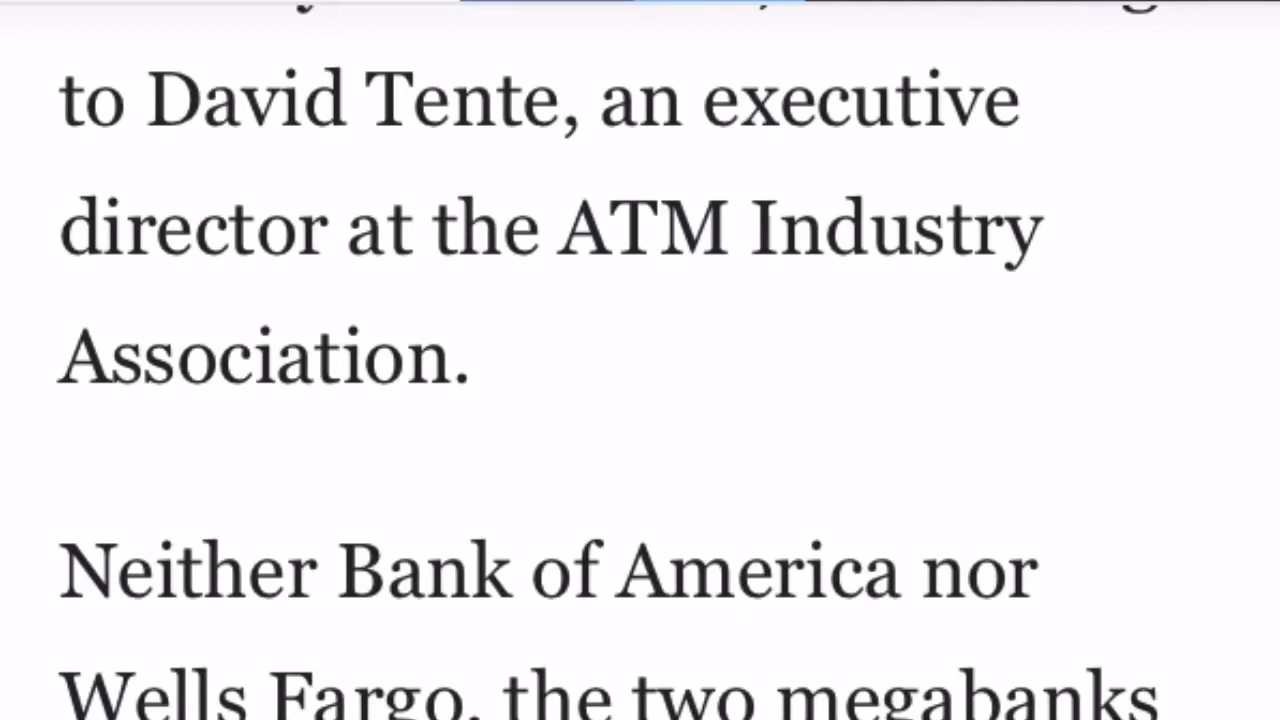 to David Tente, an executive
director at the ATM Industry
Association.
Neither Bank of America nor
Wells Fargo, the two megabanks